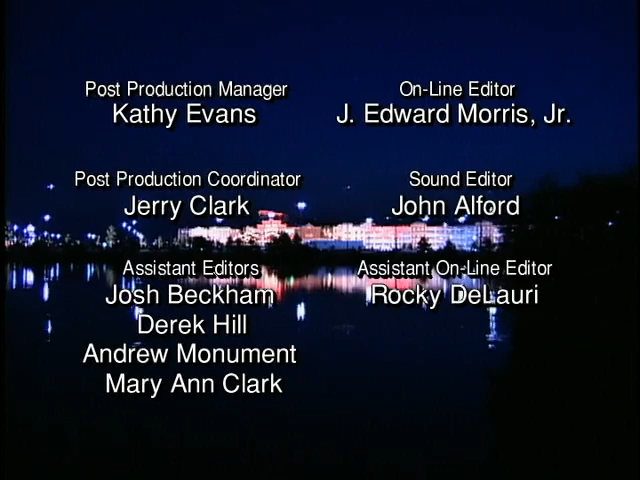 Post Production Manager
Kathy Evans
On-Line Editor
J. Edward Morris, Jr.
Post Production Coordinator
Jerry Clark
Sound Editor
John Alford
Assistant Editors
Josh Beckham
Derek Hill
Andrew Monument
Mary Ann Clark
Assistant On-Line Editor
Rocky DeLauri